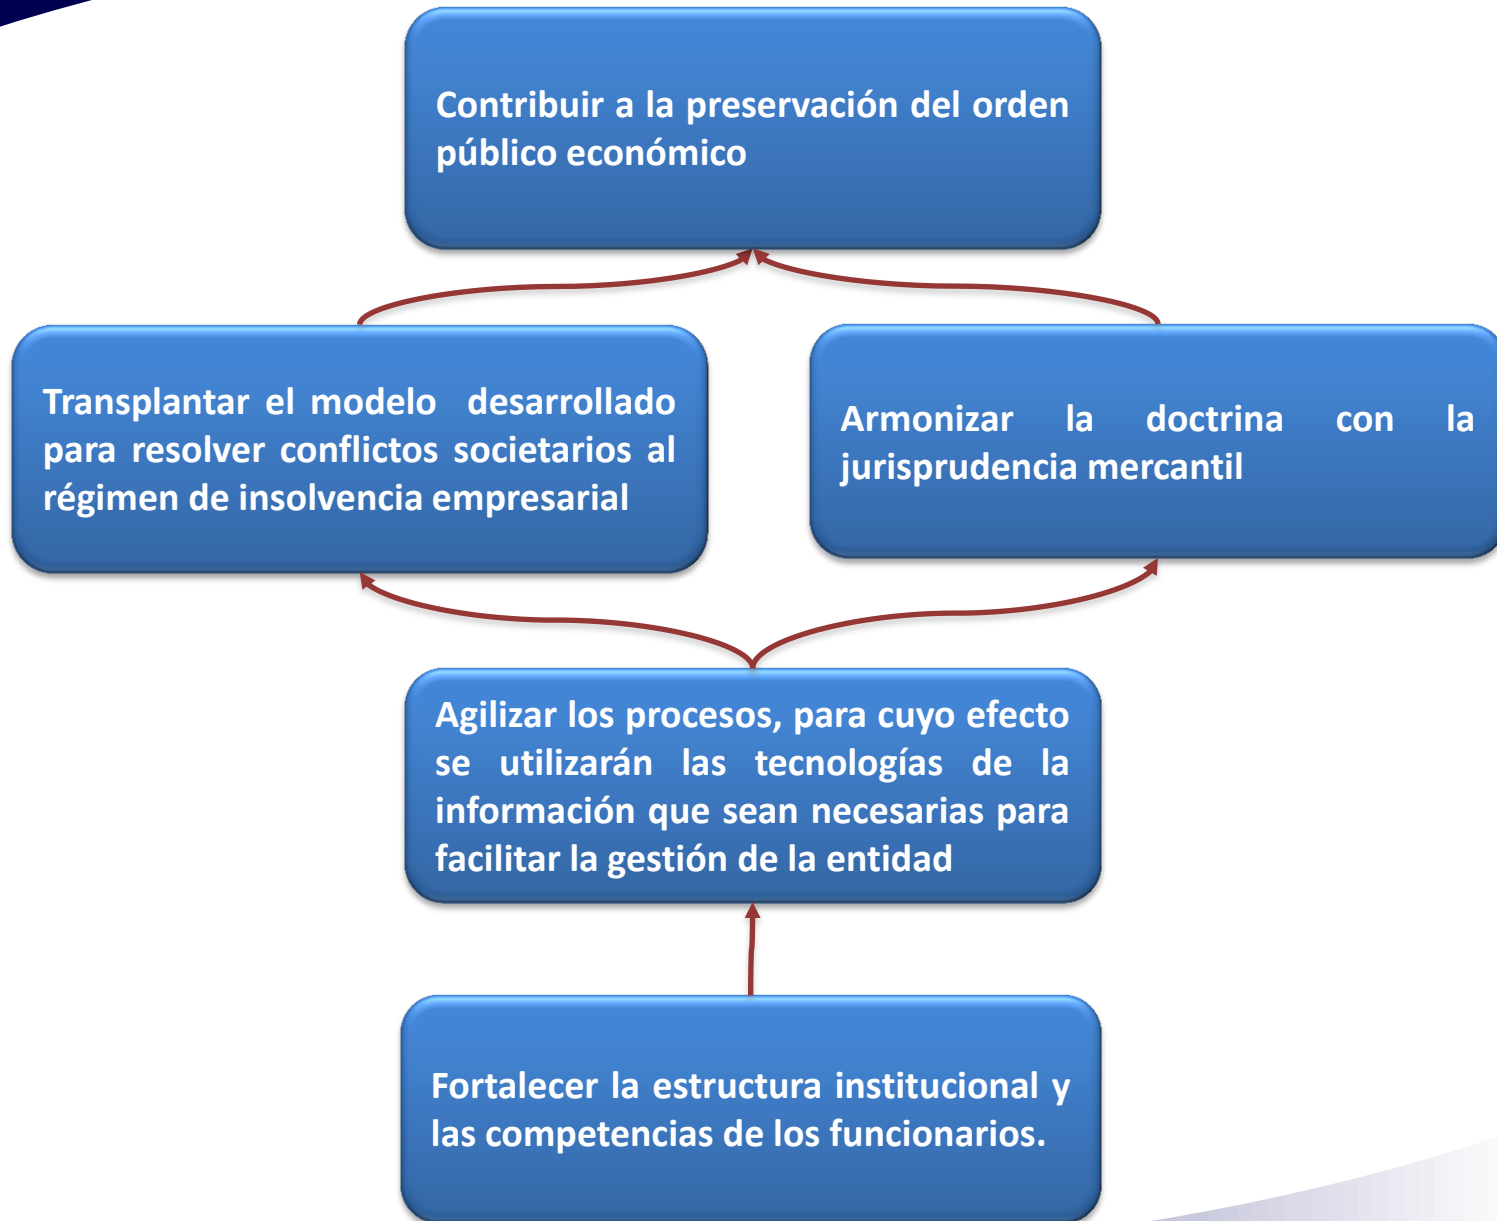 Contribuir a la preservación del orden
público económico
Transplantar el modelo desarrollado
para resolver conflictos societarios al
régimen de insolvencia empresarial
Armonizar la doctrina con la
jurisprudencia mercantil
Agilizar los procesos, para cuyo efecto
se utilizarán las tecnologías de la
información que sean necesarias para
facilitar la gestión de la entidad
Fortalecer la estructura institucional y
las competencias de los funcionarios.